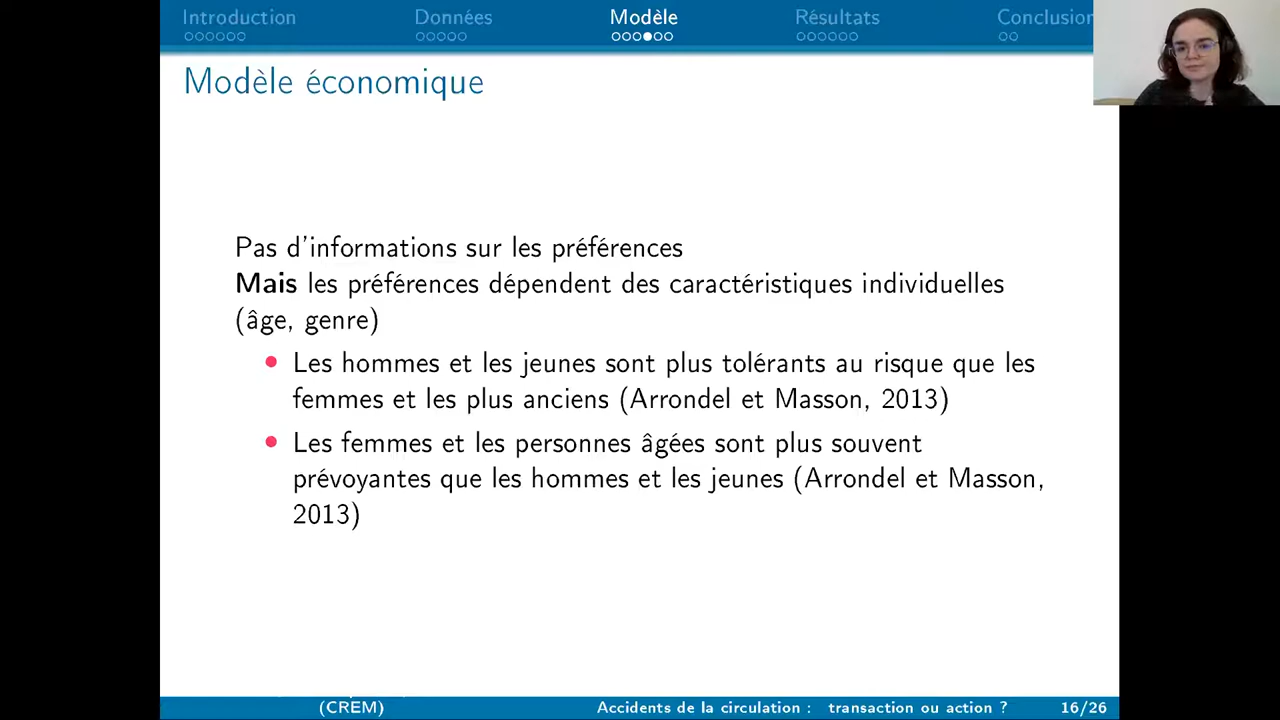 Introduction Données Modèle Résultats Conclusion
Modèle économique
Pas d'informations sur les préférences
Mais les préférences dépendent des caractéristiques individuelles
(âge, genre)
Les hommes et les jeunes sont plus tolérants au risque que les
femmes et les plus anciens (Arrondel et Masson, 2013)
Les femmes et les personnes âgées sont plus souvent
prévoyantes que les hommes et les jeunes (Arrondel et Masson,
2013)
(CREM) Accidents de la circulation : transaction ou action ? 16/26